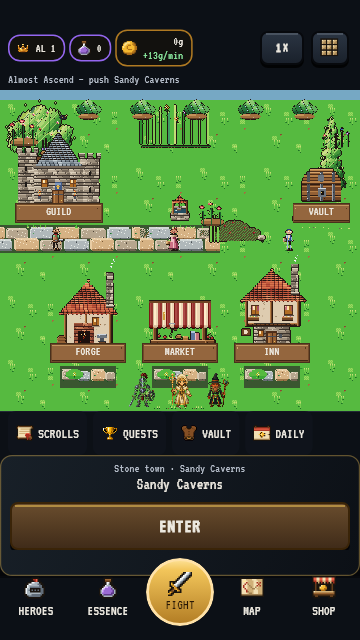 AL 1
0
0g
+13g/min
1X
Almost Ascend – push Sandy Caverns
GUILD
VAULT
FORGE
MARKET
INN
SCROLLS
QUESTS
VAULT
DAILY
Stone town · Sandy Caverns
Sandy Caverns
ENTER
HEROES
ESSENCE
FIGHT
MAP
SHOP